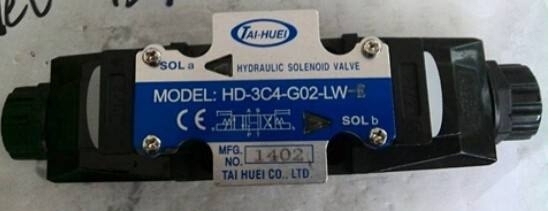 TAI-HUEI
SOL a HYDRAULIC SOLENOID VALVE
MODEL: HD-3C4-G02-LW-E
CE SOL b
MFG. NO. 1402
TAI HUEI CO., LTD.